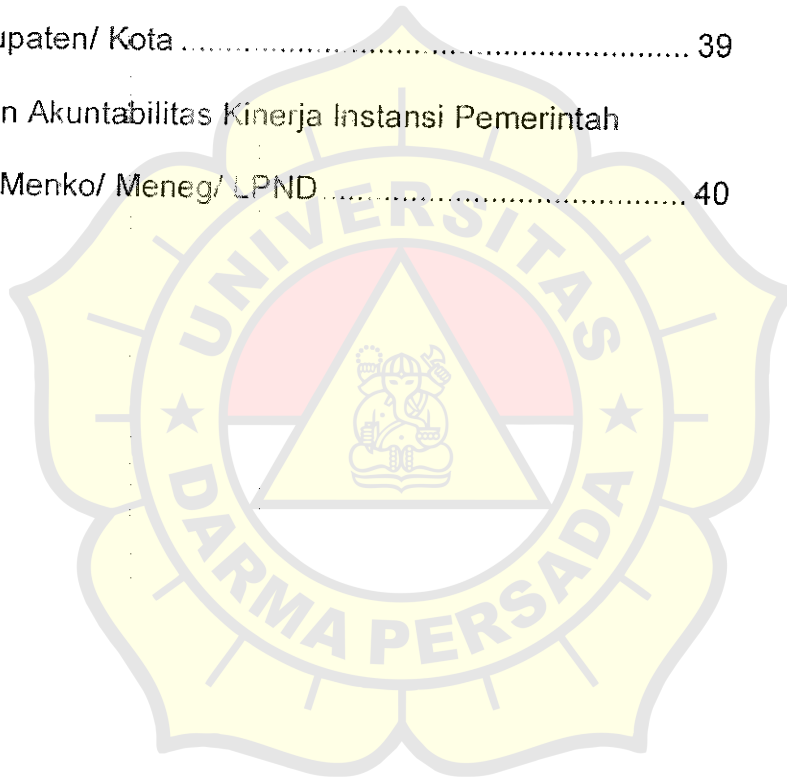 upaten/ Kota ........................................................ 39
n Akuntabilitas Kinerja Instansi Pemerintah
Menko/ Meneg/ LPND ........................................ 40
UNIVERSITAS
DARMA PERSADA